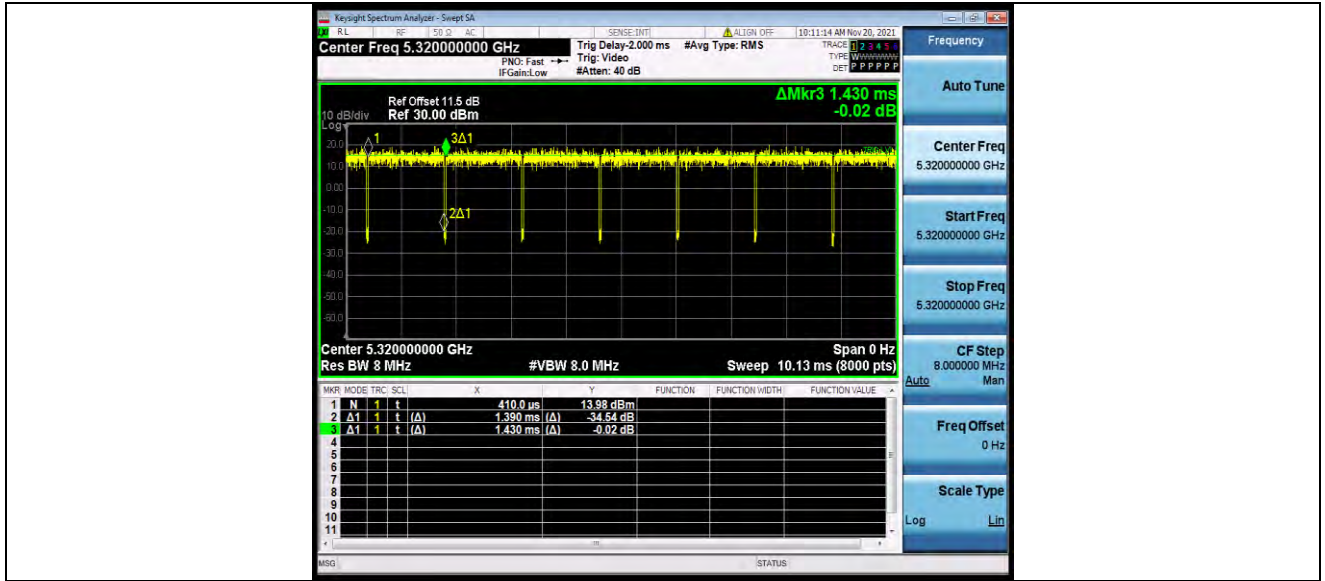 Keysight Spectrum Analyzer - Swept SA
RL RF 50 Ω AC SENSE:INT ALIGN OFF 10:11:14 AM Nov 20, 2021
Center Freq 5.320000000 GHz
PNO: Fast
IFGain:Low
Trig Delay-2.000 ms
Trig: Video
#Atten: 40 dB
#Avg Type: RMS
TRACE 1 2 3 4 5 6
TYPE WWWWWW
DET P P P P P P
Ref Offset 11.5 dB
10 dB/div Ref 30.00 dBm
Log
ΔMkr3 1.430 ms
-0.02 dB
1
3Δ1
2Δ1
20.0
10.0
0.00
-10.0
-20.0
-30.0
-40.0
-50.0
-60.0
Center 5.320000000 GHz Span 0 Hz
Res BW 8 MHz #VBW 8.0 MHz Sweep 10.13 ms (8000 pts)
MKR MODE TRC SCL X Y FUNCTION FUNCTION WIDTH FUNCTION VALUE
1 N 1 t 410.0 µs 13.98 dBm
2 Δ1 1 t (Δ) 1.390 ms (Δ) -34.54 dB
3 Δ1 1 t (Δ) 1.430 ms (Δ) -0.02 dB
4
5
6
7
8
9
10
11
MSG STATUS
Frequency
Auto Tune
Center Freq
5.320000000 GHz
Start Freq
5.320000000 GHz
Stop Freq
5.320000000 GHz
CF Step
8.000000 MHz
Auto Man
Freq Offset
0 Hz
Scale Type
Log Lin